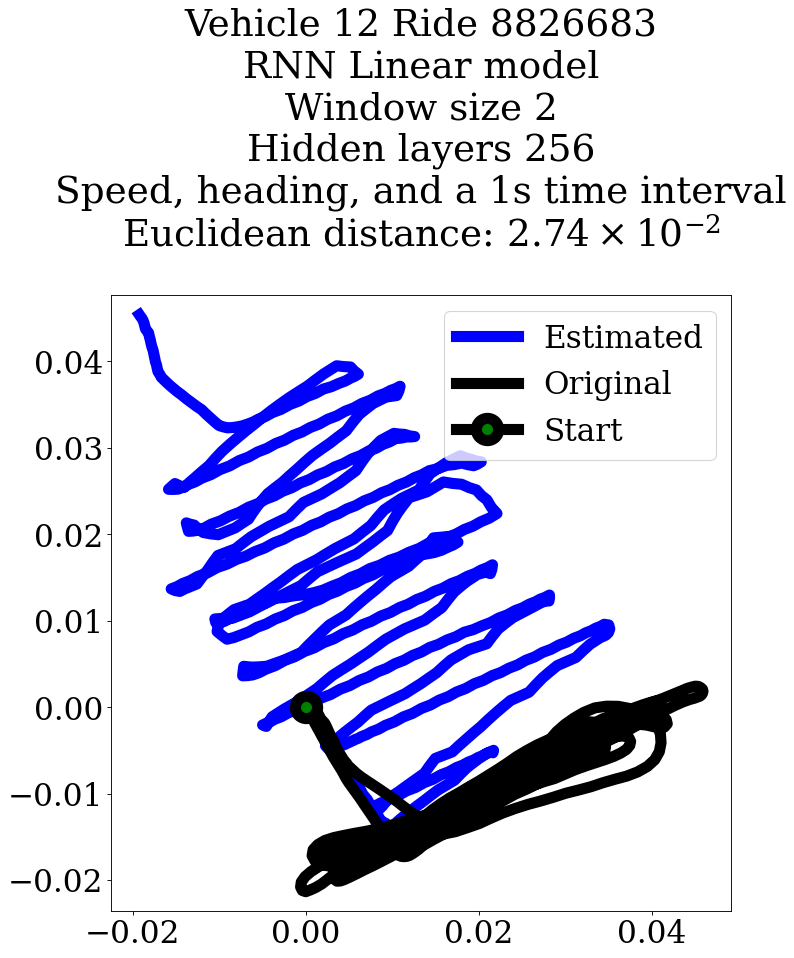 Vehicle 12 Ride 8826683
RNN Linear model
Window size 2
Hidden layers 256
Speed, heading, and a 1s time interval
Euclidean distance: 2.74 × 10⁻²
Estimated
Original
Start
0.04
0.03
0.02
0.01
0.00
−0.01
−0.02
−0.02 0.00 0.02 0.04